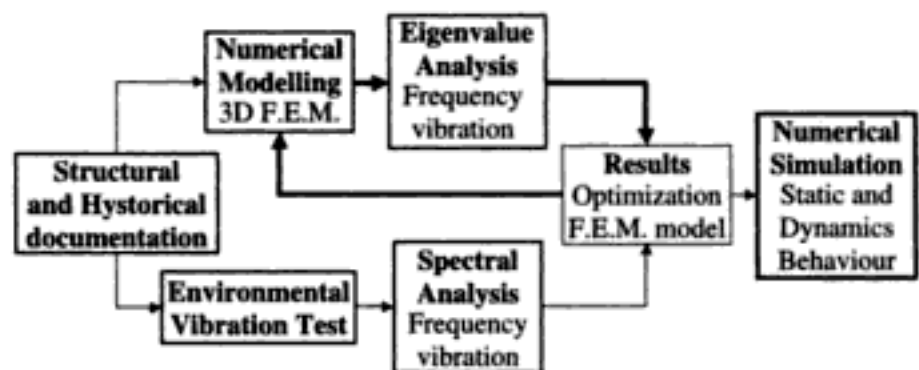 Structural
and Hystorical
documentation
Numerical
Modelling
3D F.E.M.
Eigenvalue
Analysis
Frequency
vibration
Environmental
Vibration Test
Spectral
Analysis
Frequency
vibration
Results
Optimization
F.E.M. model
Numerical
Simulation
Static and
Dynamics
Behaviour